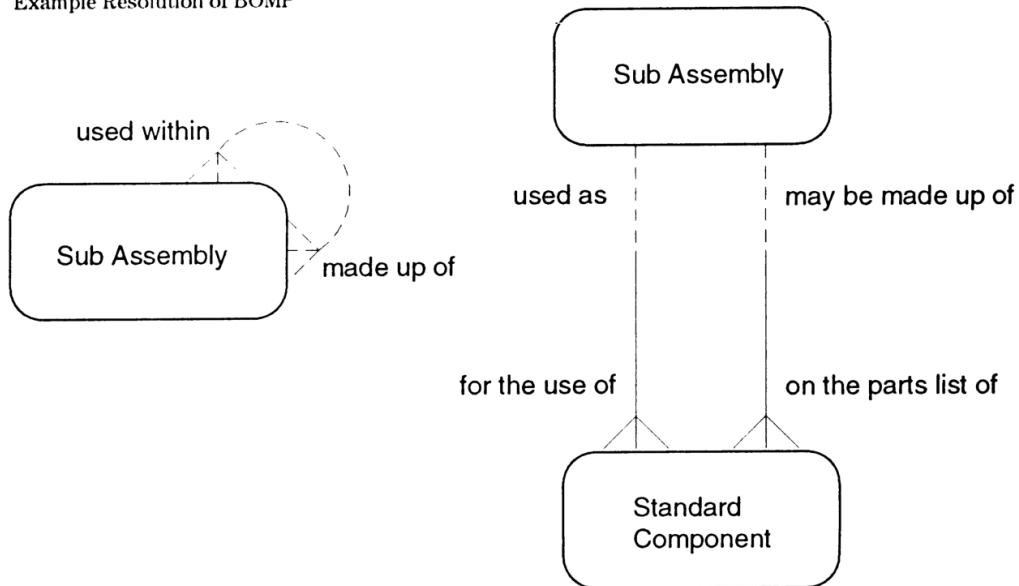 Example Resolution of BOMP
used within
Sub Assembly
made up of
Sub Assembly
used as
may be made up of
for the use of
on the parts list of
Standard
Component